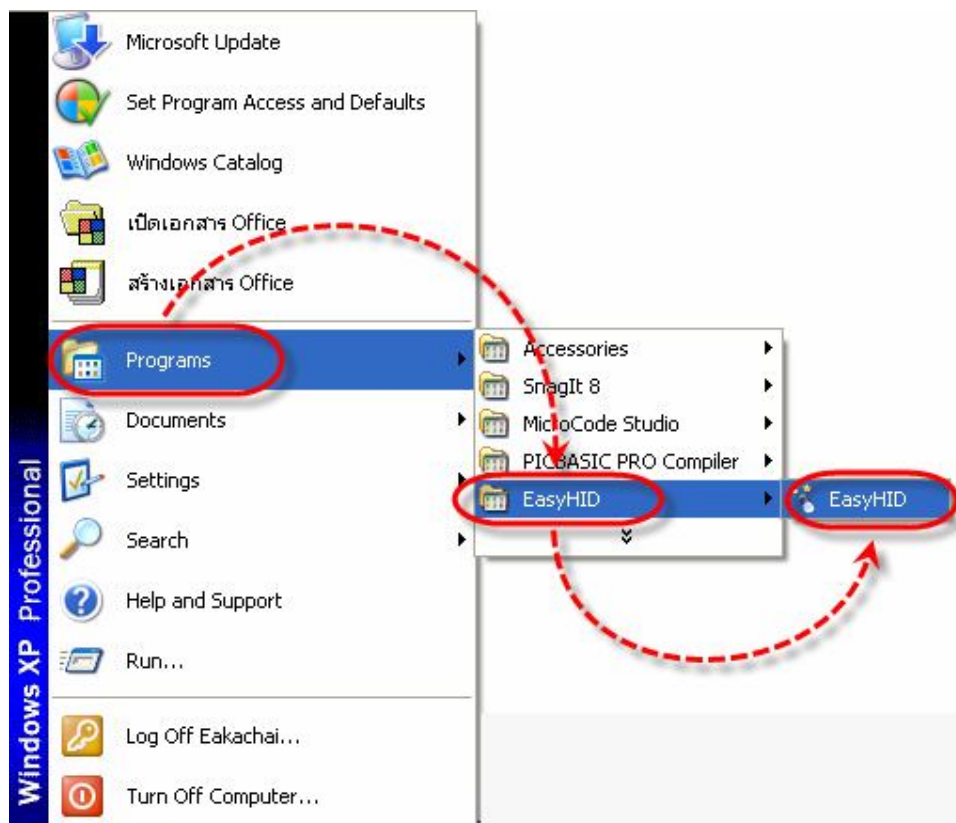 Microsoft Update
Set Program Access and Defaults
Windows Catalog
เปิดเอกสาร Office
สร้างเอกสาร Office
Programs
Documents
Settings
Search
Help and Support
Run...
Log Off Eakachai...
Turn Off Computer...
Windows XP Professional
Accessories
SnagIt 8
MicroCode Studio
PICBASIC PRO Compiler
EasyHID
EasyHID